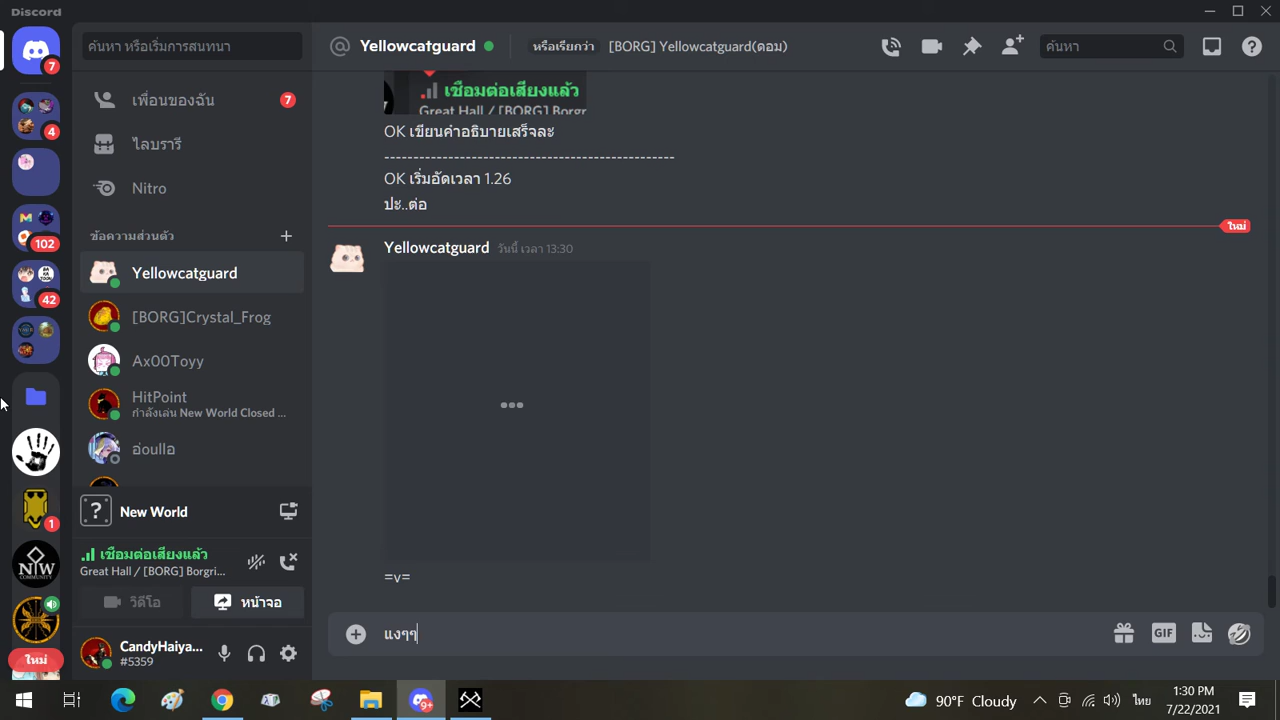 Discord
7
4
102
42
1
ใหม่
ค้นหา หรือเริ่มการสนทนา
เพื่อนของฉัน
7
ไลบรารี
Nitro
ข้อความส่วนตัว
Yellowcatguard
[BORG]Crystal_Frog
Ax00Toyy
HitPoint
กำลังเล่น New World Closed ...
? New World
เชื่อมต่อเสียงแล้ว
Great Hall / [BORG] Borgri...
วิดีโอ
หน้าจอ
CandyHaiya...
#5359
@ Yellowcatguard
หรือเรียกว่า [BORG] Yellowcatguard(ดอม)
ค้นหา
เชื่อมต่อเสียงแล้ว
Great Hall / [BORG] Borgr
OK เขียนคำอธิบายเสร็จละ
--------------------------------------------------
OK เริ่มอัดเวลา 1.26
ปะ..ต่อ
ใหม่
Yellowcatguard วันนี้ เวลา 13:30
=v=
แงๆๆ
GIF
NW
COMMUNITY
9+
90°F Cloudy
ไทย
1:30 PM
7/22/2021